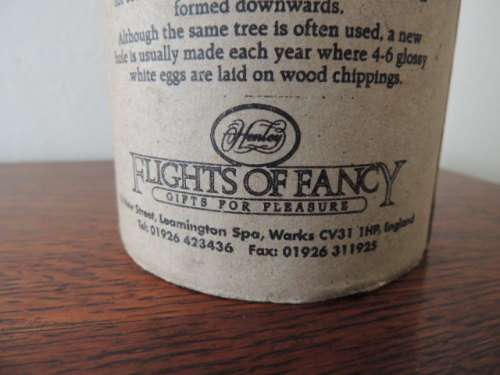 formed downwards.
Although the same tree is often used, a new
hole is usually made each year where 4-6 glossy
white eggs are laid on wood chippings.
Henley
FLIGHTS OF FANCY
GIFTS FOR PLEASURE
Street, Leamington Spa, Warks CV31 1HP, England
Tel: 01926 423436 Fax: 01926 311925